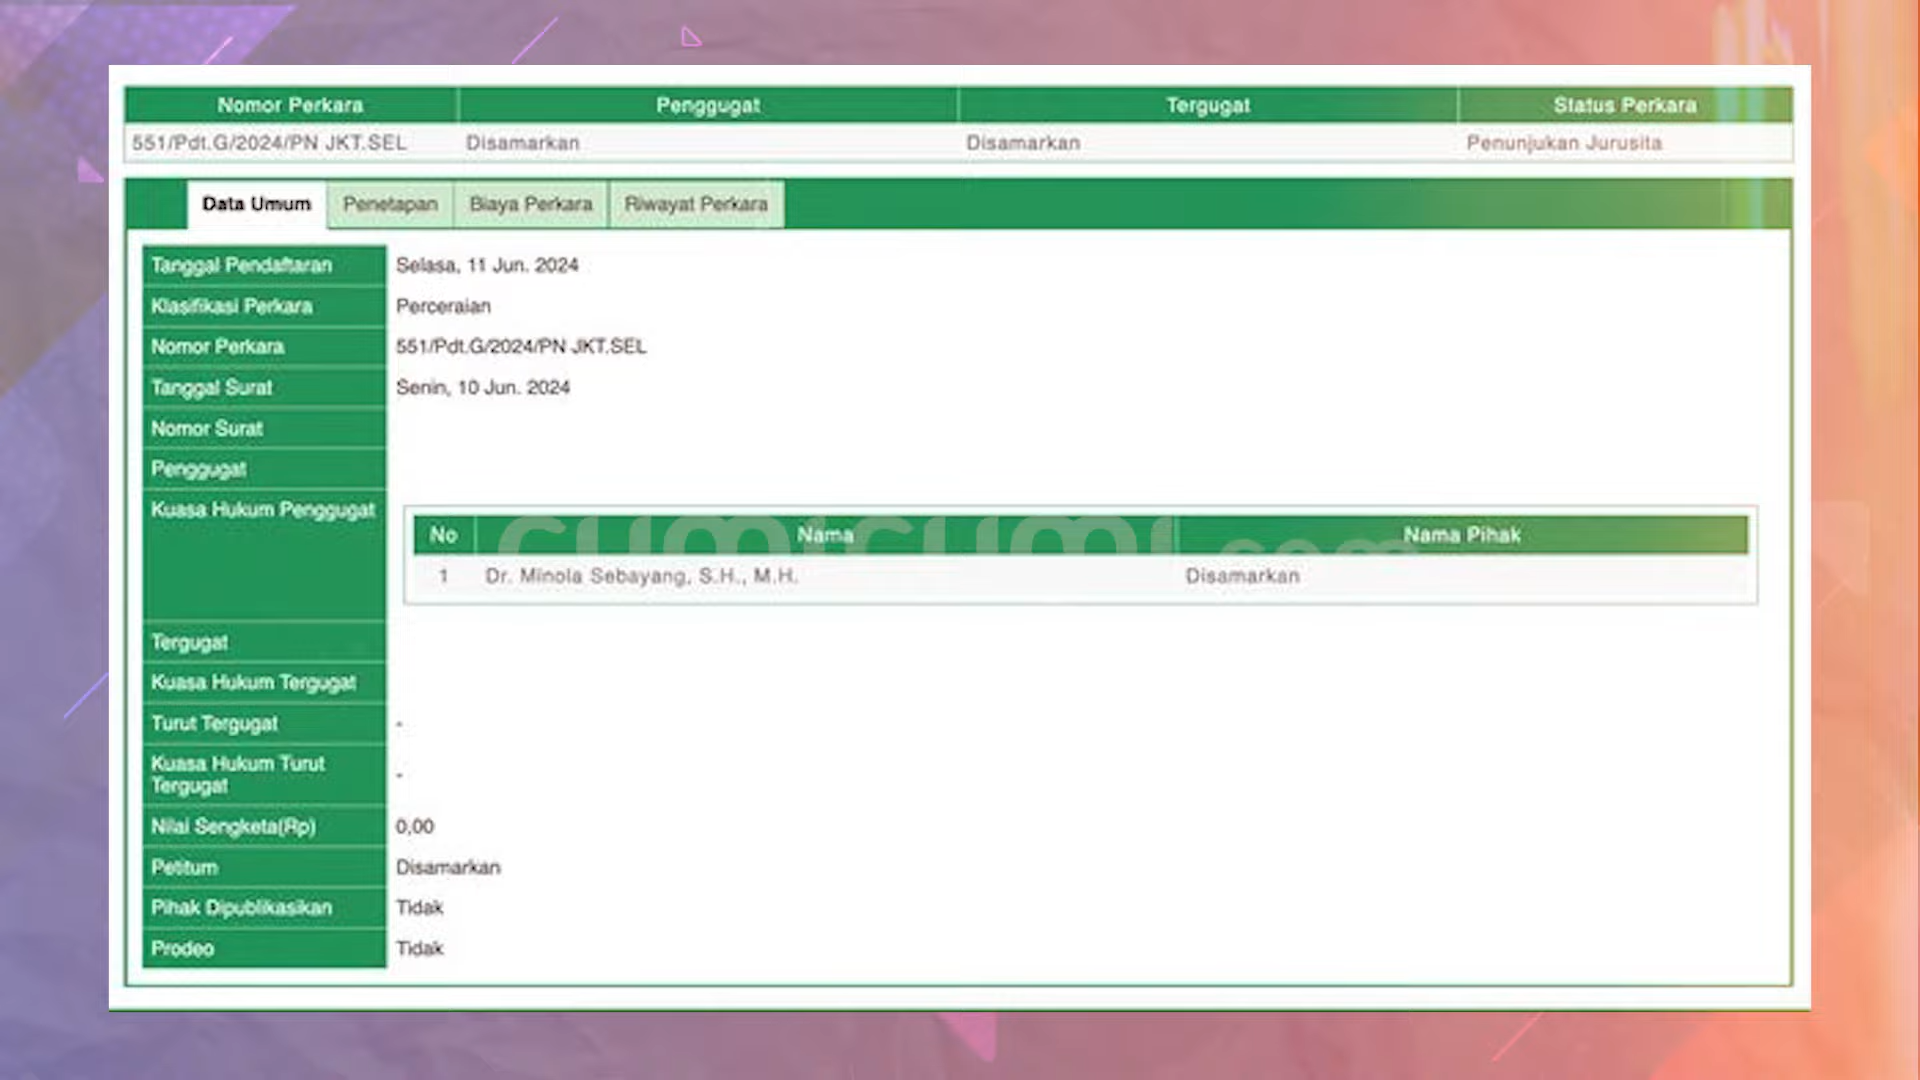 Nomor Perkara Penggugat Tergugat Status Perkara
551/Pdt.G/2024/PN JKT.SEL Disamarkan Disamarkan Penunjukan Jurusita
Data Umum Penetapan Biaya Perkara Riwayat Perkara
Tanggal Pendaftaran Selasa, 11 Jun. 2024
Klasifikasi Perkara Perceraian
Nomor Perkara 551/Pdt.G/2024/PN JKT.SEL
Tanggal Surat Senin, 10 Jun. 2024
Nomor Surat
Penggugat
Kuasa Hukum Penggugat
cumicumi.com
No Nama Nama Pihak
1 Dr. Minola Sebayang, S.H., M.H. Disamarkan
Tergugat
Kuasa Hukum Tergugat
Turut Tergugat -
Kuasa Hukum Turut
Tergugat -
Nilai Sengketa(Rp) 0,00
Petitum Disamarkan
Pihak Dipublikasikan Tidak
Prodeo Tidak